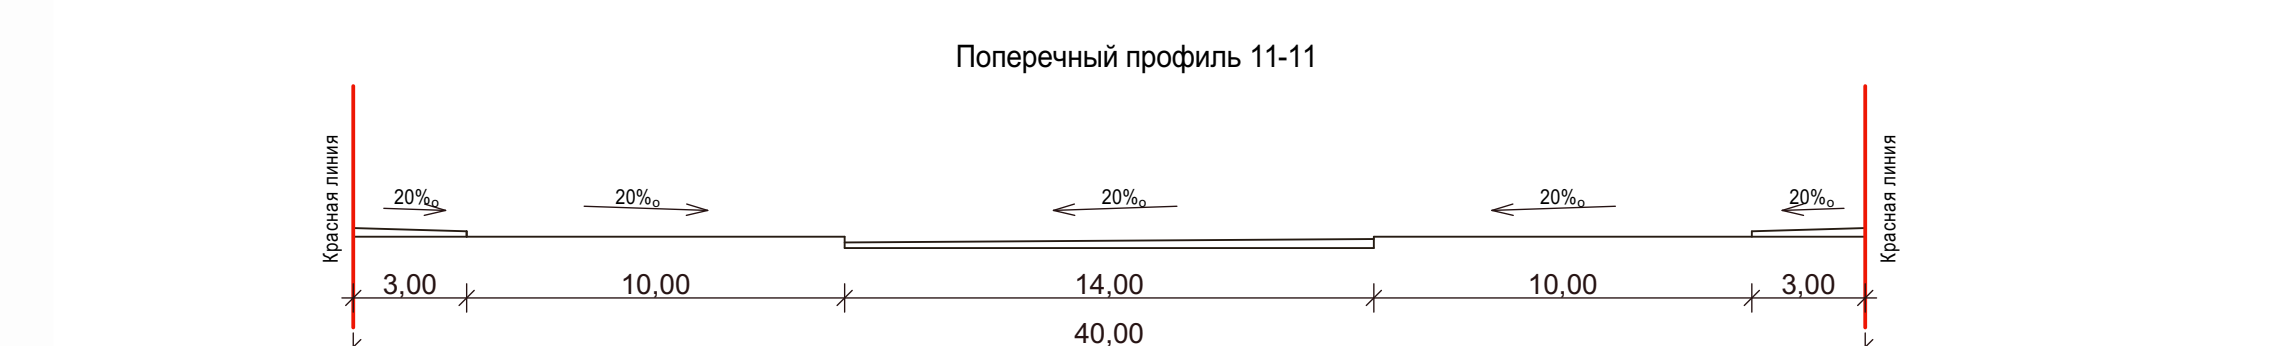 Поперечный профиль 11-11
Красная линия
20%о
20%о
20%о
20%о
20%о
Красная линия
3,00
10,00
14,00
10,00
3,00
40,00